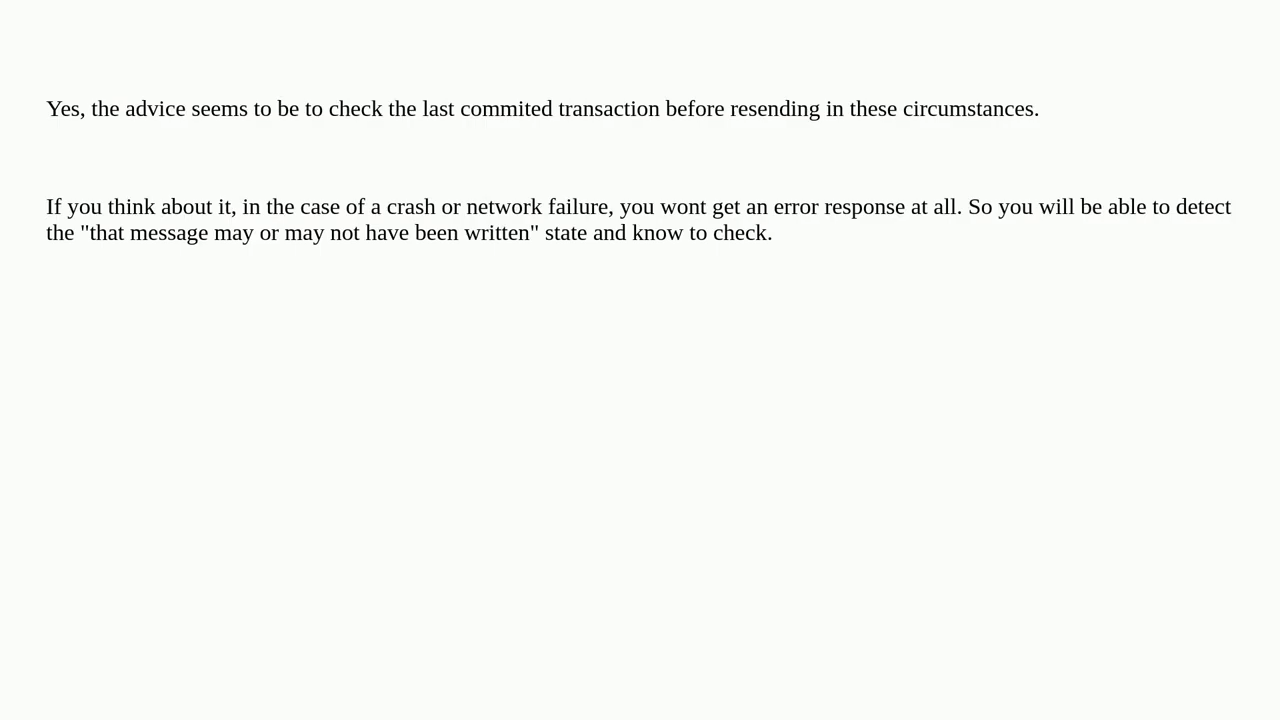 Yes, the advice seems to be to check the last commited transaction before resending in these circumstances.
If you think about it, in the case of a crash or network failure, you wont get an error response at all. So you will be able to detect
the "that message may or may not have been written" state and know to check.